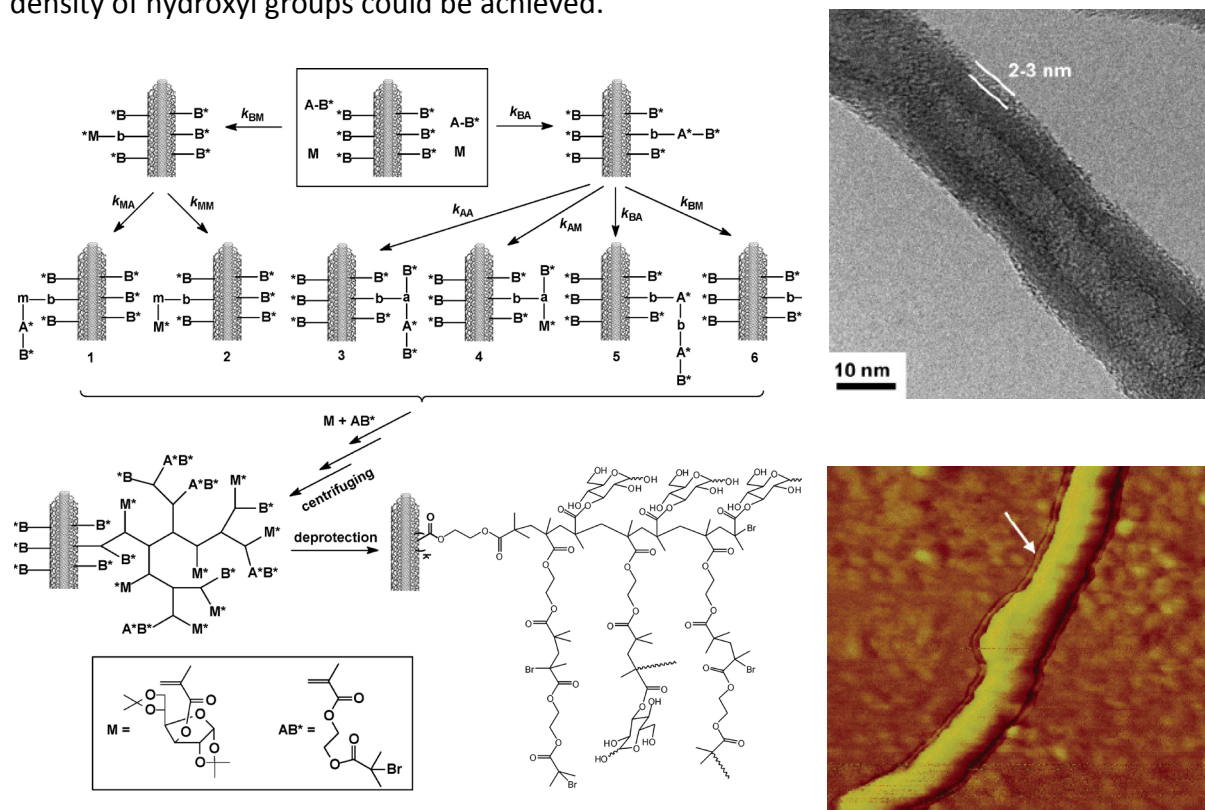 density of hydroxyl groups could be achieved.
*B B*
*M b B*
*B B*
kBM
A-B* *B B*
*B B* A-B*
M *B B* M
kBA
*B B*
*B b A* B*
*B B*
kMA kMM kAA kAM kBA kBM
*B B*
m b B*
A* *B B*
B*
1
*B B*
m b B*
M* *B B*
2
*B B* B*
*B b a
*B B* A*
B*
3
*B B* B*
*B b a
*B B* M*
4
*B B*
*B b A*
*B B* b
A*
B*
5
*B B*
*B b
*B B*
6
M + AB*
centrifuging
*B A*B*
A*B* M*
M* B*
*B B* M*
*B
*B B* M* A*B*
*M B* M*
A*B* M*
deprotection
M =
AB* =
Br
2-3 nm
10 nm